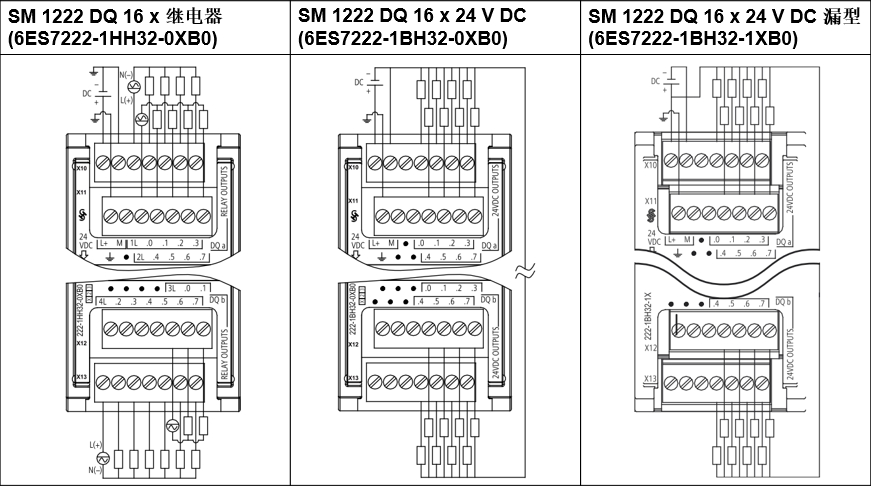 SM 1222 DQ 16 x 继电器
(6ES7222-1HH32-0XB0)
SM 1222 DQ 16 x 24 V DC
(6ES7222-1BH32-0XB0)
SM 1222 DQ 16 x 24 V DC 漏型
(6ES7222-1BH32-1XB0)
N(–)
DC
–
+
L(+)
X10
X11
RELAY OUTPUTS
24
VDC
L+ M 1L .0 .1 .2 .3
DQ a
2L .4 .5 .6 .7
222-1HH32-0XB0
3L .0 .1
4L .2 .3 .4 .5 .6 .7
DQ b
X12
X13
RELAY OUTPUTS
L(+)
N(–)
DC
–
+
X10
X11
24VDC OUTPUTS
24
VDC
L+ M .0 .1 .2 .3
DQ a
.4 .5 .6 .7
222-1BH32-0XB0
.0 .1 .2 .3
.4 .5 .6 .7
DQ b
X12
X13
24VDC OUTPUTS
DC
–
+
X10
X11
24VDC OUTPUTS
24
VDC
L+ M .0 .1 .2 .3
DQ a
.4 .5 .6 .7
222-1BH32-1X
.4 .5 .6 .7
DQ b
X12
X13
24VDC OUTPUTS